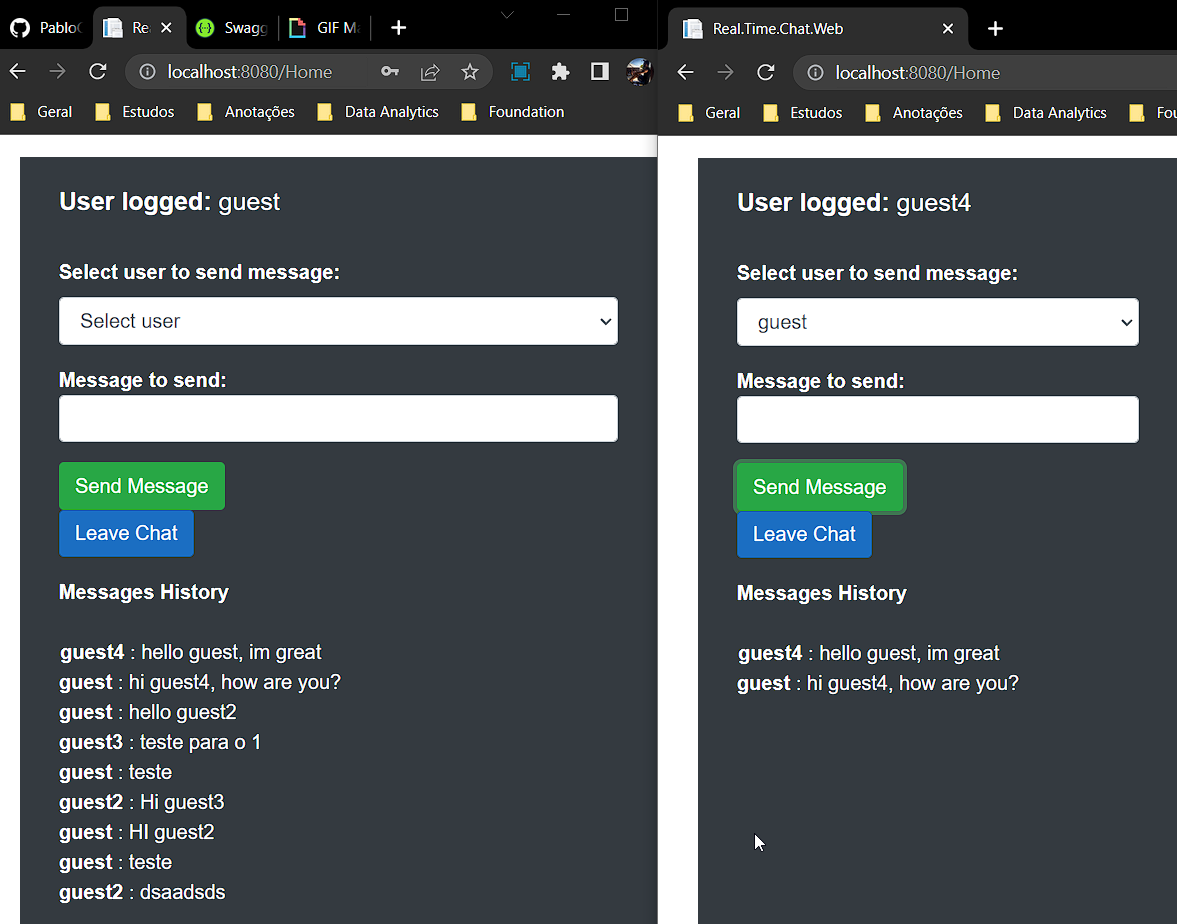 Pablo
Re
Swagg
GIF Ma
localhost:8080/Home
Geral
Estudos
Anotações
Data Analytics
Foundation
User logged: guest
Select user to send message:
Select user
Message to send:
Send Message
Leave Chat
Messages History
guest4 : hello guest, im great
guest : hi guest4, how are you?
guest : hello guest2
guest3 : teste para o 1
guest : teste
guest2 : Hi guest3
guest : HI guest2
guest : teste
guest2 : dsaadsds
Real.Time.Chat.Web
localhost:8080/Home
Geral
Estudos
Anotações
Data Analytics
Fou
User logged: guest4
Select user to send message:
guest
Message to send:
Send Message
Leave Chat
Messages History
guest4 : hello guest, im great
guest : hi guest4, how are you?